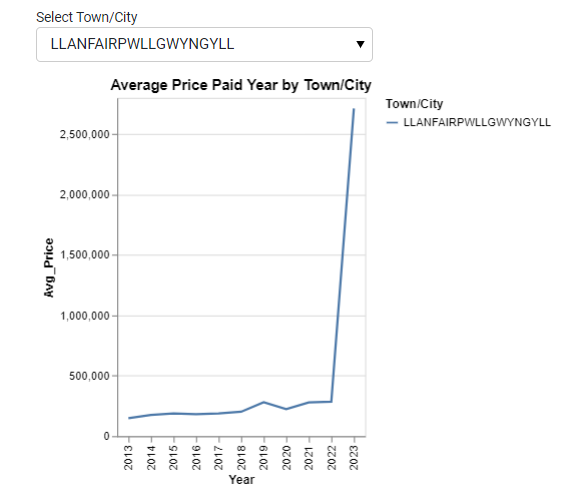 Select Town/City
LLANFAIRPWLLGWYNGYLL
Average Price Paid Year by Town/City
Town/City
LLANFAIRPWLLGWYNGYLL
2,500,000
2,000,000
1,500,000
1,000,000
500,000
0
Avg_Price
2013 2014 2015 2016 2017 2018 2019 2020 2021 2022 2023
Year